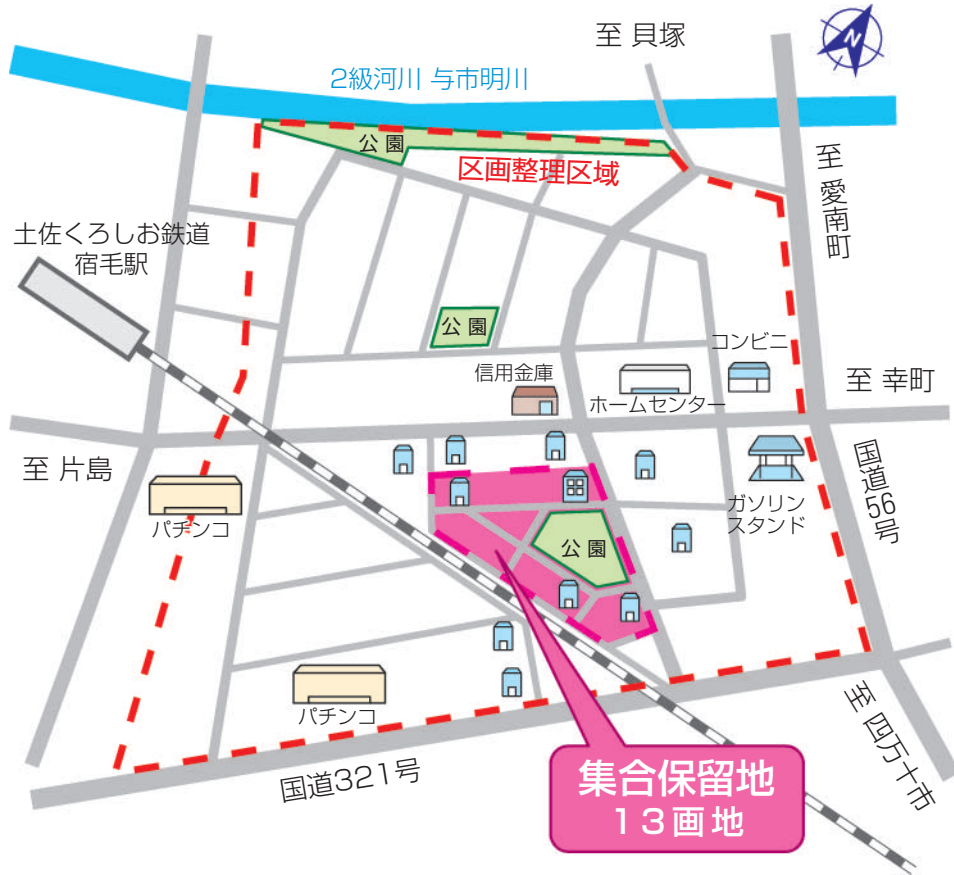 至 貝塚
N
2級河川 与市明川
公園
区画整理区域
至 愛南町
土佐くろしお鉄道
宿毛駅
公園
コンビニ
信用金庫
ホームセンター
至 幸町
至 片島
国道56号
パチンコ
ガソリン
スタンド
公園
パチンコ
至 四万十市
国道321号
集合保留地
13画地